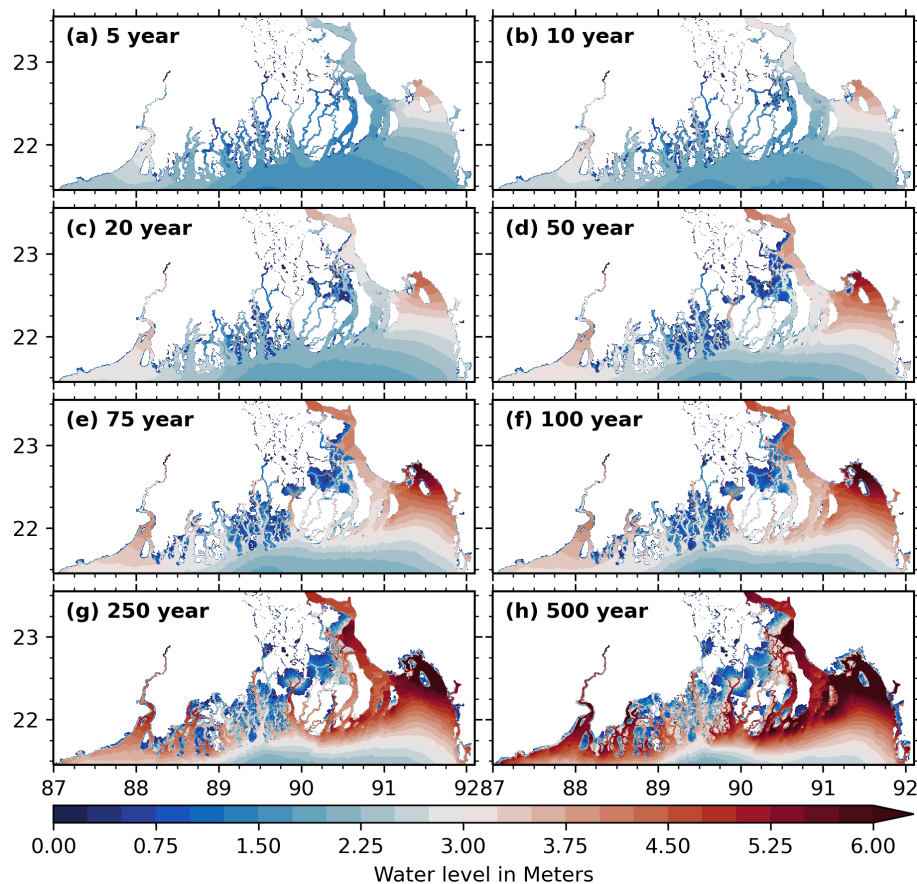 (a) 5 year
(b) 10 year
23
22
(c) 20 year
(d) 50 year
23
22
(e) 75 year
(f) 100 year
23
22
(g) 250 year
(h) 500 year
23
22
87 88 89 90 91 92 87 88 89 90 91 92
0.00 0.75 1.50 2.25 3.00 3.75 4.50 5.25 6.00
Water level in Meters